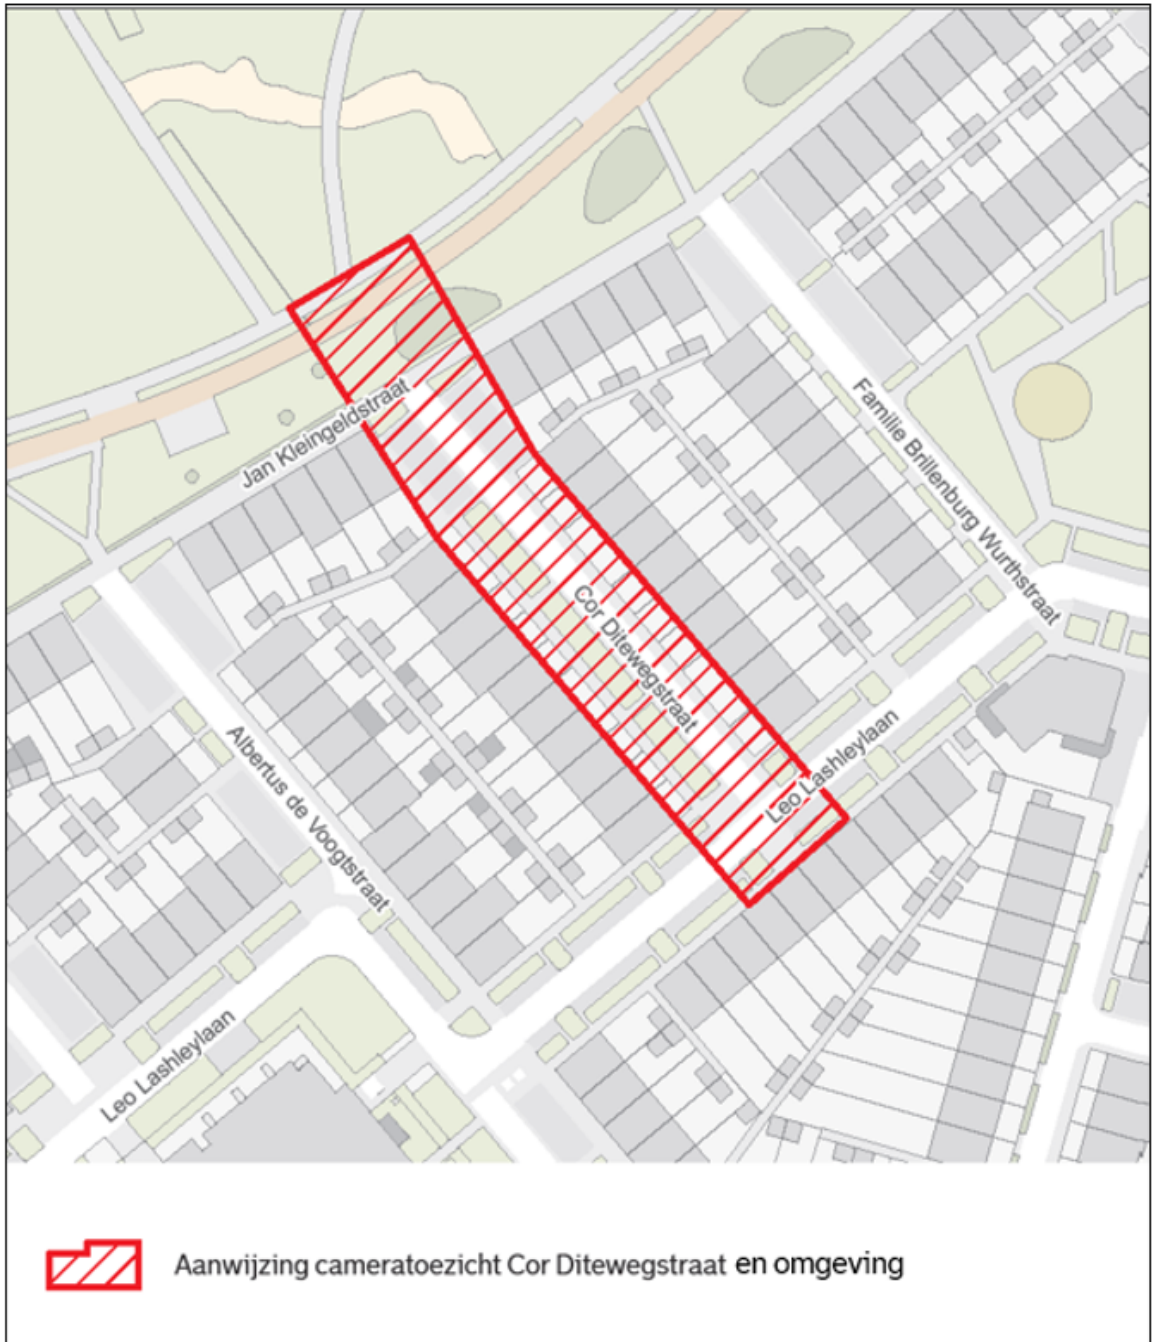 Jan Kleingeldstraat
Familie Brillenburg Wurthstraat
Cor Ditewegstraat
Leo Lashleylaan
Albertus de Voogtstraat
Leo Lashleylaan
Aanwijzing cameratoezicht Cor Ditewegstraat en omgeving